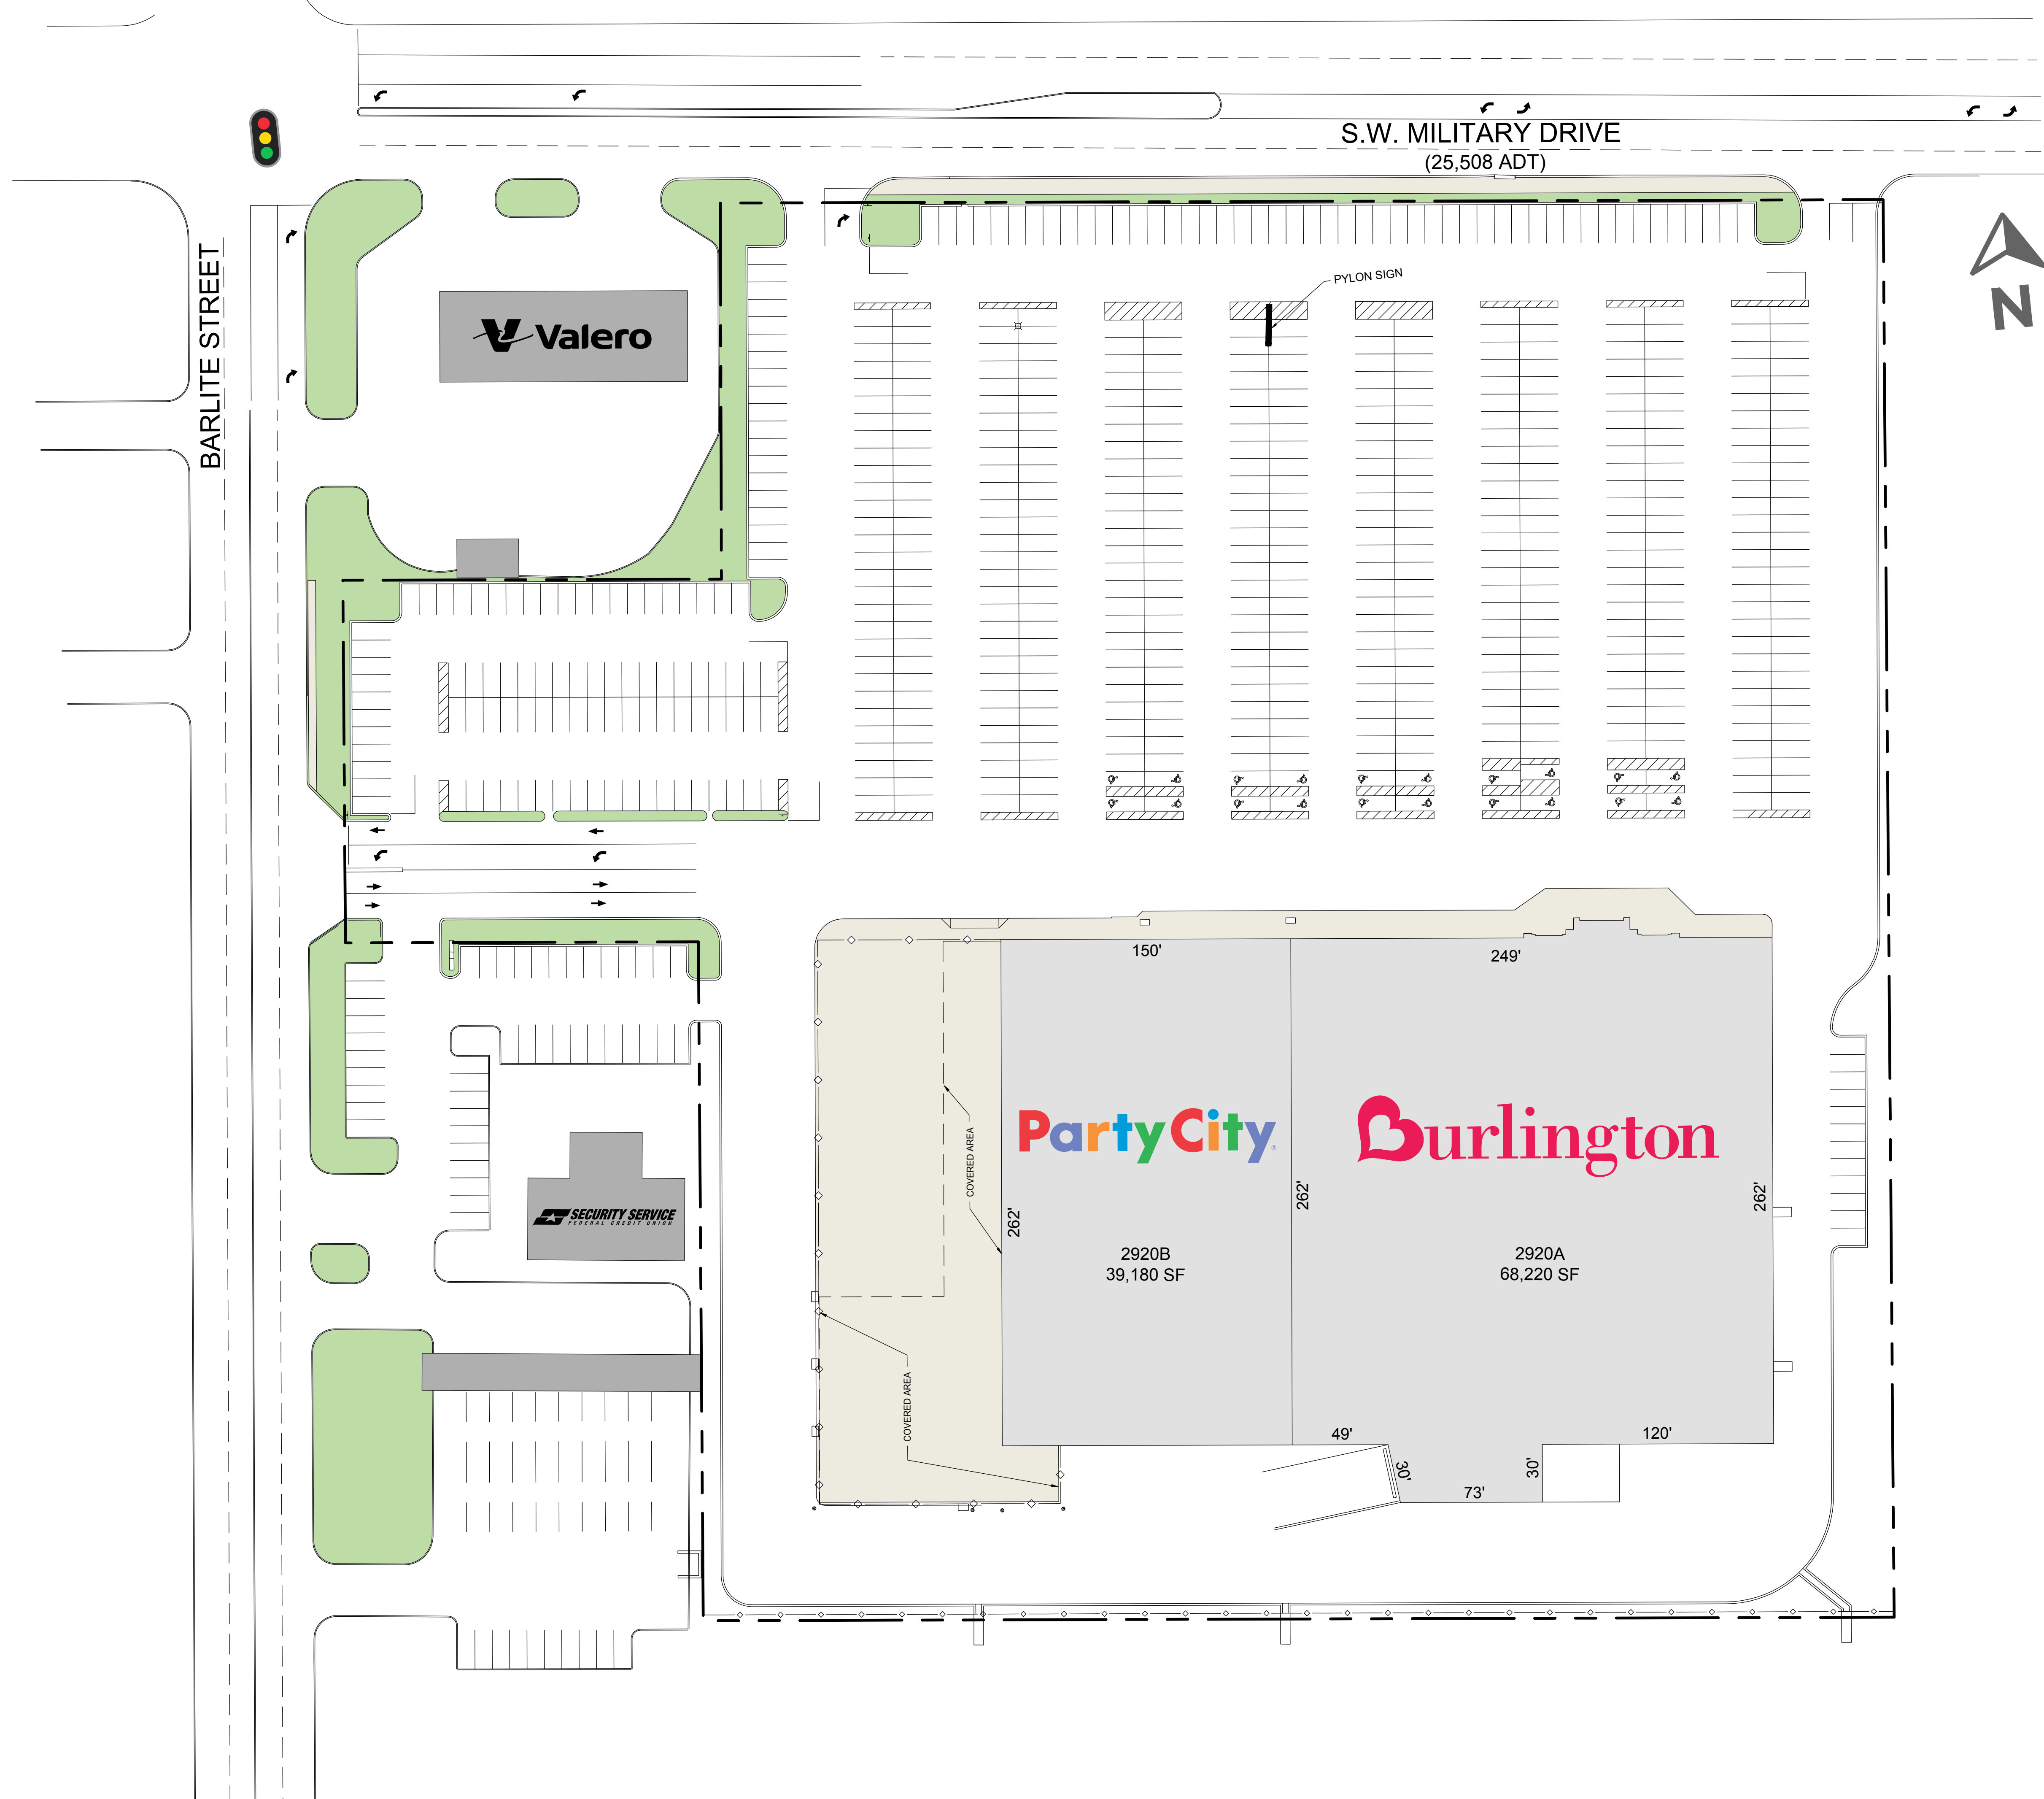 S.W. MILITARY DRIVE
(25,508 ADT)
BARLITE STREET
N
PYLON SIGN
Valero
150'
249'
COVERED AREA
PartyCity
Burlington
262'
262'
262'
SECURITY SERVICE
FEDERAL CREDIT UNION
2920B
39,180 SF
2920A
68,220 SF
COVERED AREA
49'
120'
30'
30'
73'